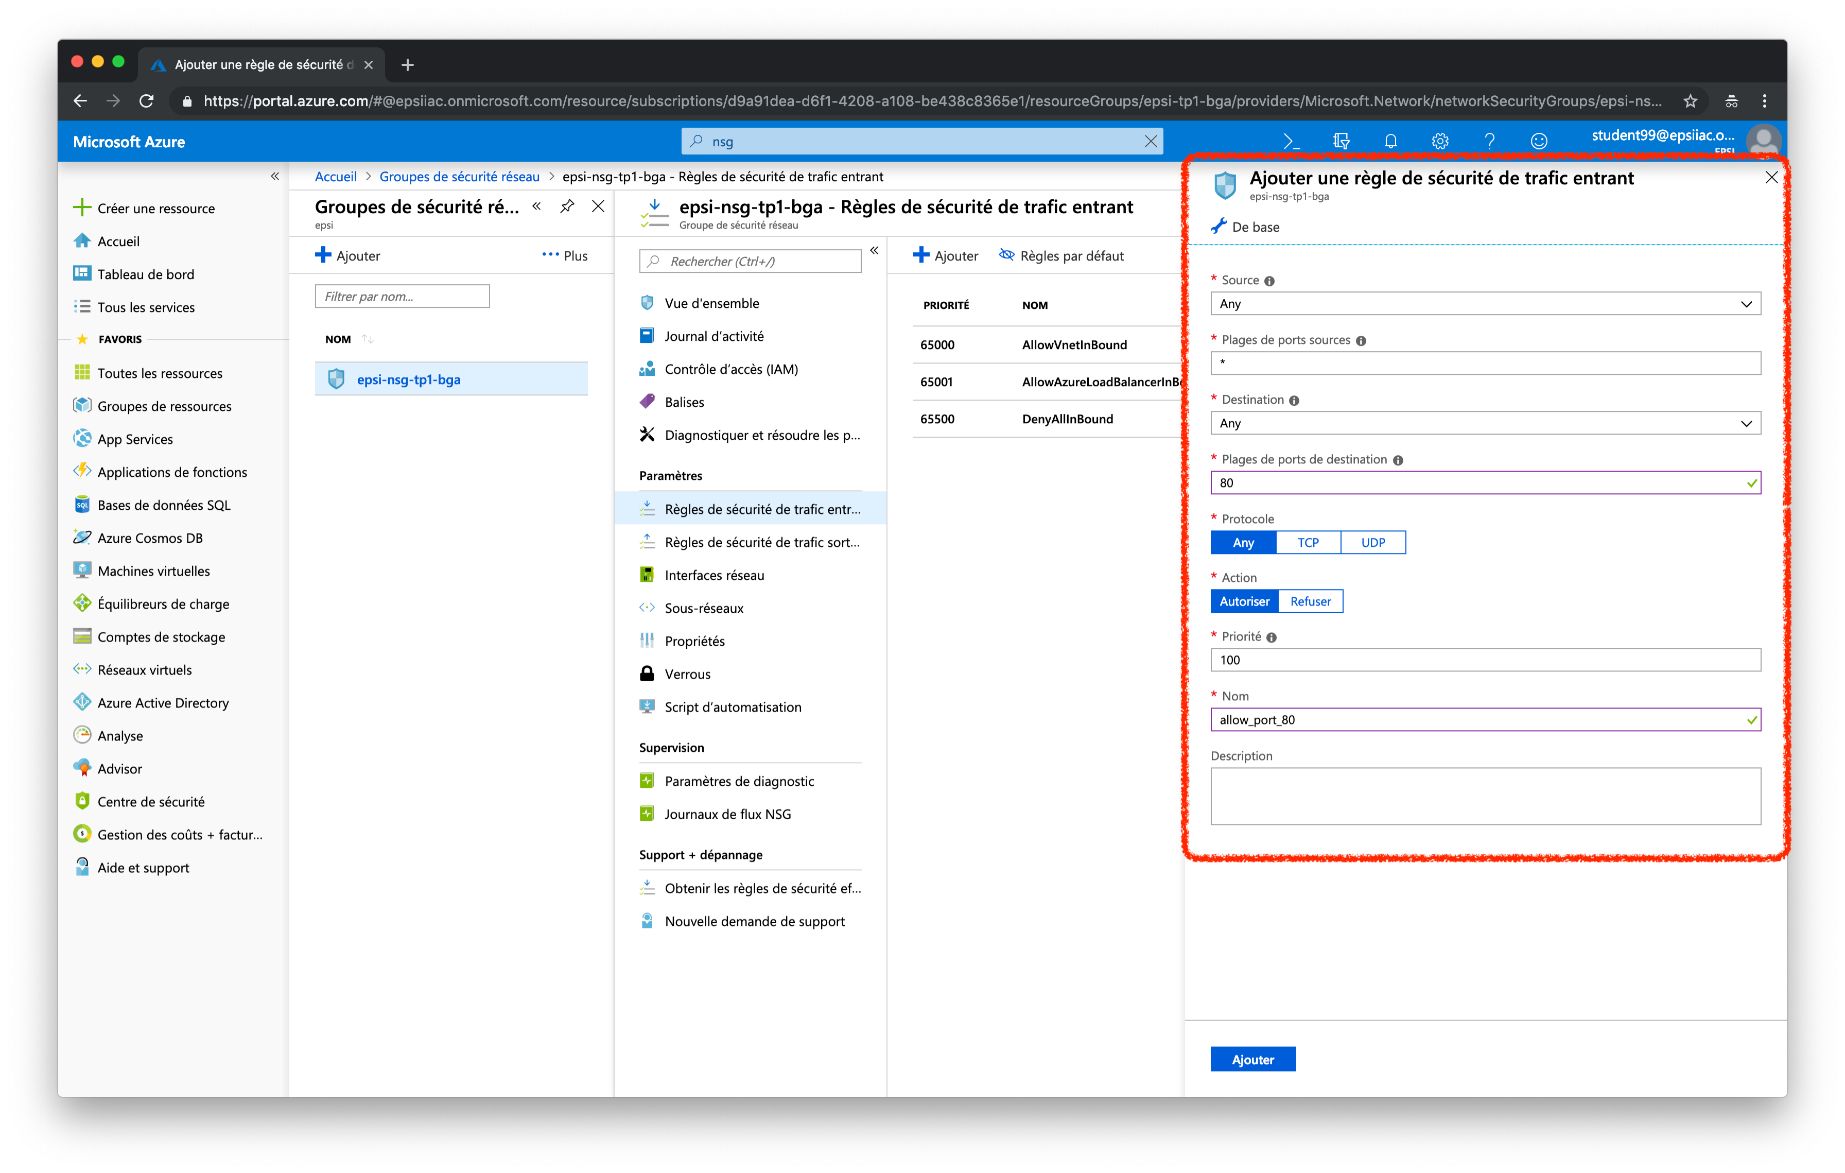 Ajouter une règle de sécurité d
https://portal.azure.com/#@epsiiac.onmicrosoft.com/resource/subscriptions/d9a91dea-d6f1-4208-a108-be438c8365e1/resourceGroups/epsi-tp1-bga/providers/Microsoft.Network/networkSecurityGroups/epsi-ns...
Microsoft Azure
nsg
student99@epsiiac.o...
EPSI
«
Créer une ressource
Accueil
Tableau de bord
Tous les services
FAVORIS
Toutes les ressources
Groupes de ressources
App Services
Applications de fonctions
Bases de données SQL
Azure Cosmos DB
Machines virtuelles
Équilibreurs de charge
Comptes de stockage
Réseaux virtuels
Azure Active Directory
Analyse
Advisor
Centre de sécurité
Gestion des coûts + factur...
Aide et support
Accueil > Groupes de sécurité réseau > epsi-nsg-tp1-bga - Règles de sécurité de trafic entrant
Groupes de sécurité ré... «
epsi
Ajouter
••• Plus
Filtrer par nom...
NOM
epsi-nsg-tp1-bga
epsi-nsg-tp1-bga - Règles de sécurité de trafic entrant
Groupe de sécurité réseau
Rechercher (Ctrl+/)
«
Vue d'ensemble
Journal d'activité
Contrôle d'accès (IAM)
Balises
Diagnostiquer et résoudre les p...
Paramètres
Règles de sécurité de trafic entr...
Règles de sécurité de trafic sort...
Interfaces réseau
Sous-réseaux
Propriétés
Verrous
Script d'automatisation
Supervision
Paramètres de diagnostic
Journaux de flux NSG
Support + dépannage
Obtenir les règles de sécurité ef...
Nouvelle demande de support
Ajouter
Règles par défaut
PRIORITÉ NOM
65000 AllowVnetInBound
65001 AllowAzureLoadBalancerInBo
65500 DenyAllInBound
Ajouter une règle de sécurité de trafic entrant
epsi-nsg-tp1-bga
De base
* Source
Any
* Plages de ports sources
*
* Destination
Any
* Plages de ports de destination
80
* Protocole
Any TCP UDP
* Action
Autoriser Refuser
* Priorité
100
* Nom
allow_port_80
Description
Ajouter